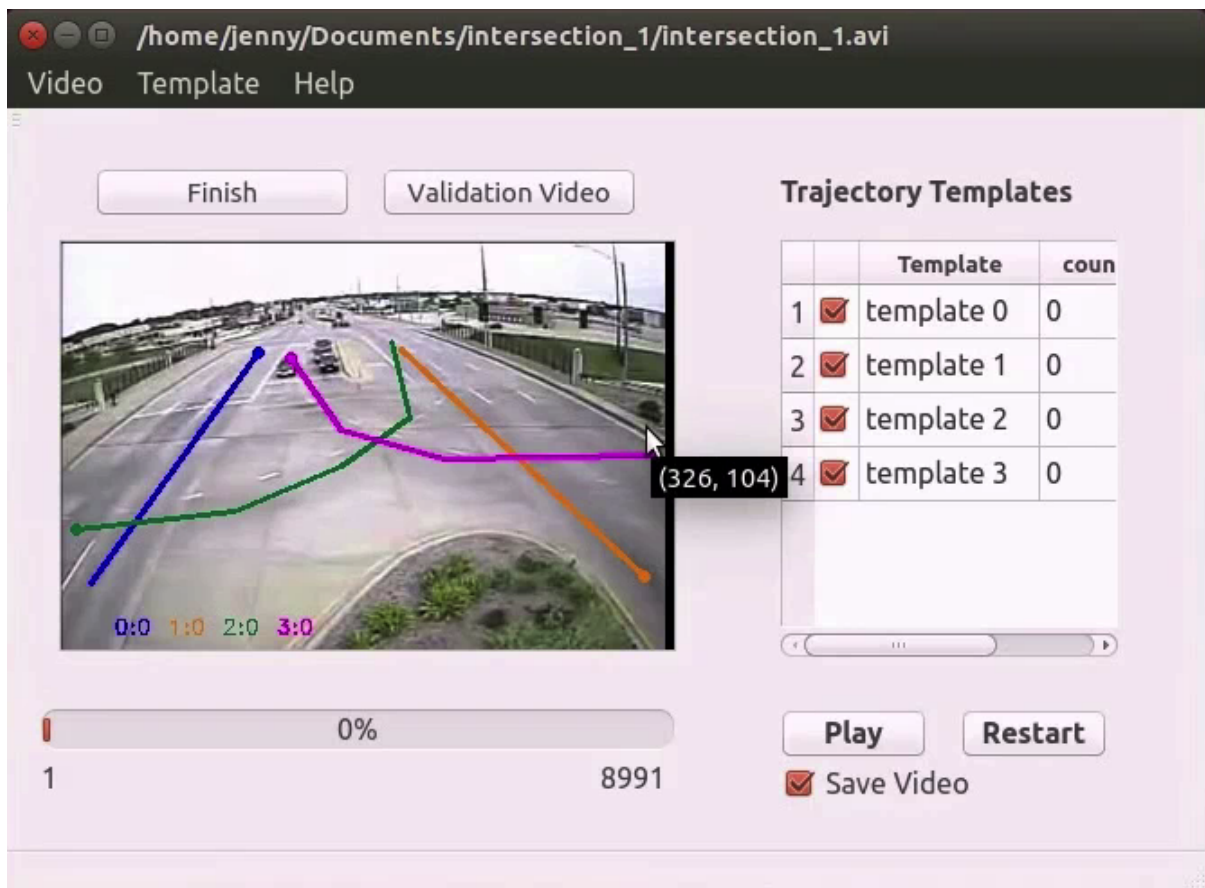 /home/jenny/Documents/intersection_1/intersection_1.avi
Video Template Help
Finish Validation Video Trajectory Templates
Template coun
1 template 0 0
2 template 1 0
3 template 2 0
(326, 104) 4 template 3 0
0:0 1:0 2:0 3:0
0% Play Restart
1 8991 Save Video